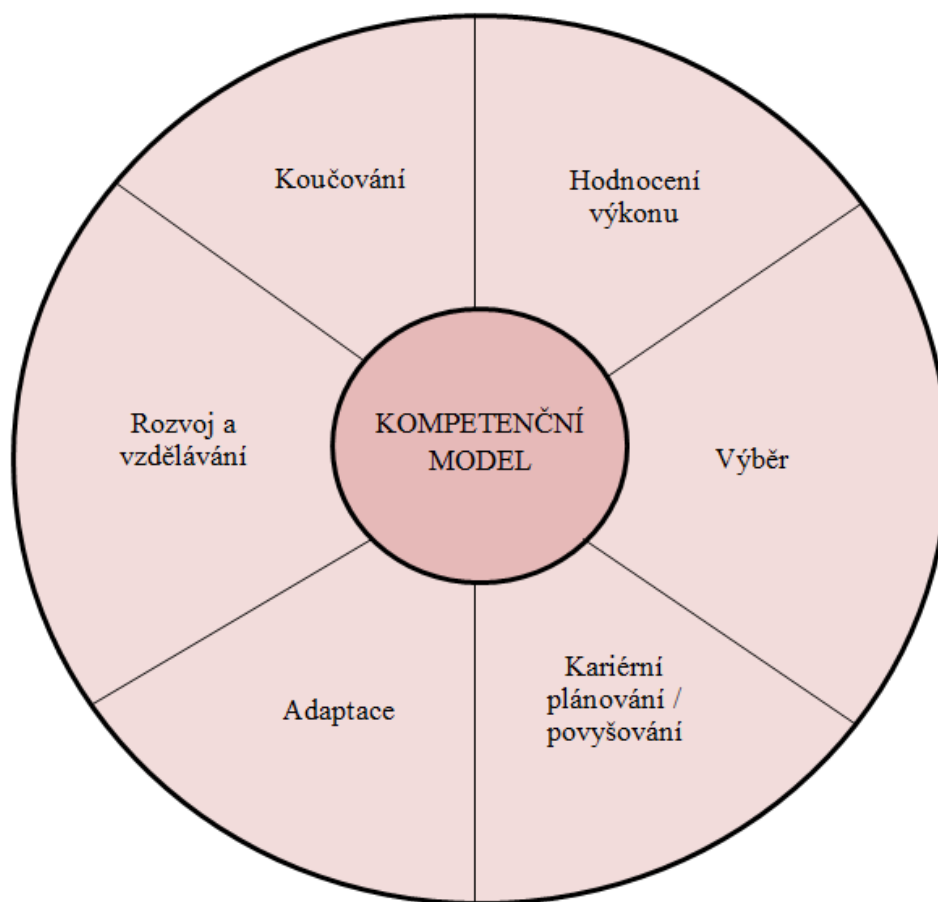 Koučování
Hodnocení
výkonu
Rozvoj a
vzdělávání
KOMPETENČNÍ
MODEL
Výběr
Adaptace
Kariérní
plánování /
povyšování